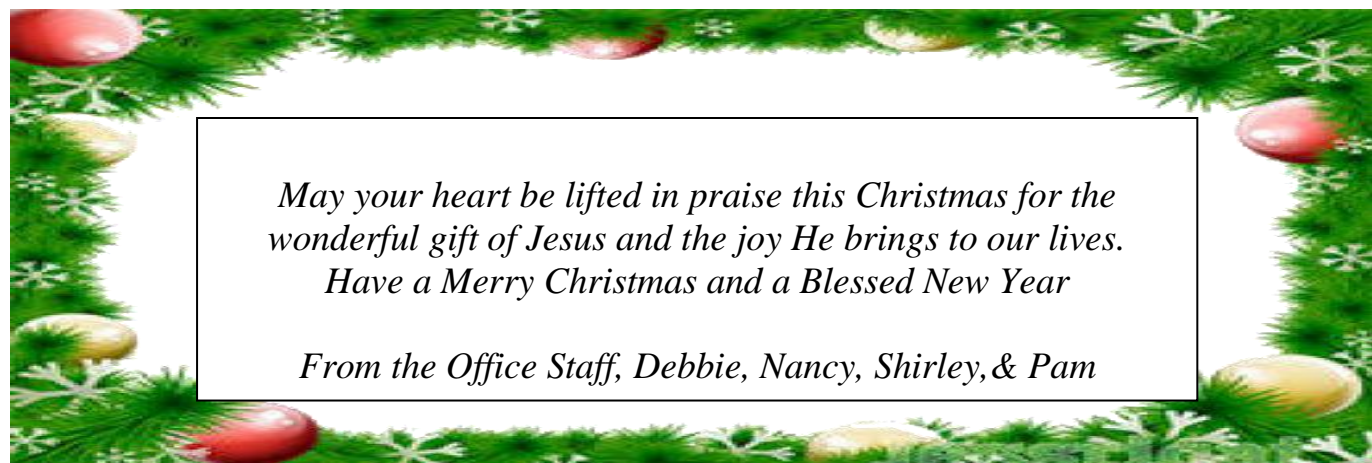 May your heart be lifted in praise this Christmas for the
wonderful gift of Jesus and the joy He brings to our lives.
Have a Merry Christmas and a Blessed New Year
From the Office Staff, Debbie, Nancy, Shirley,& Pam